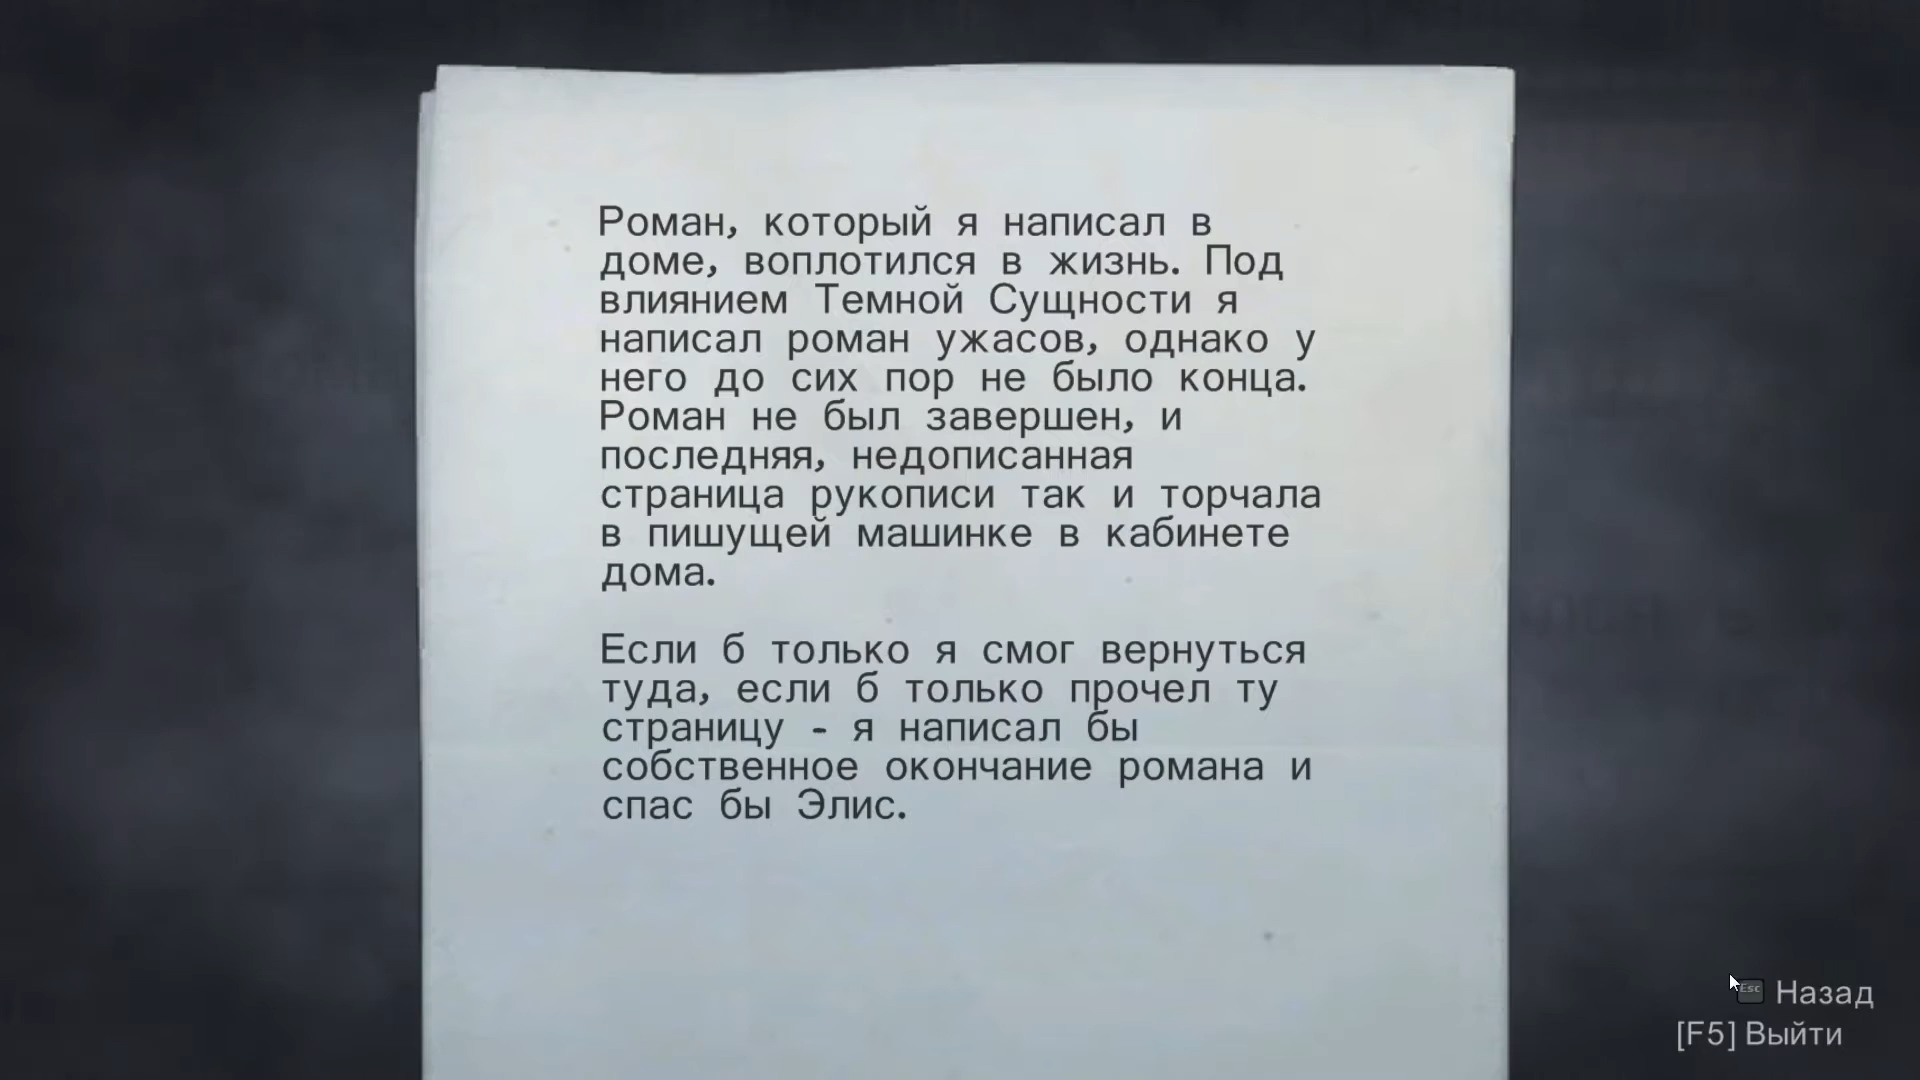 Роман, который я написал в
доме, воплотился в жизнь. Под
влиянием Темной Сущности я
написал роман ужасов, однако у
него до сих пор не было конца.
Роман не был завершен, и
последняя, недописанная
страница рукописи так и торчала
в пишущей машинке в кабинете
дома.
Если б только я смог вернуться
туда, если б только прочел ту
страницу - я написал бы
собственное окончание романа и
спас бы Элис.
Esc Назад
[F5] Выйти